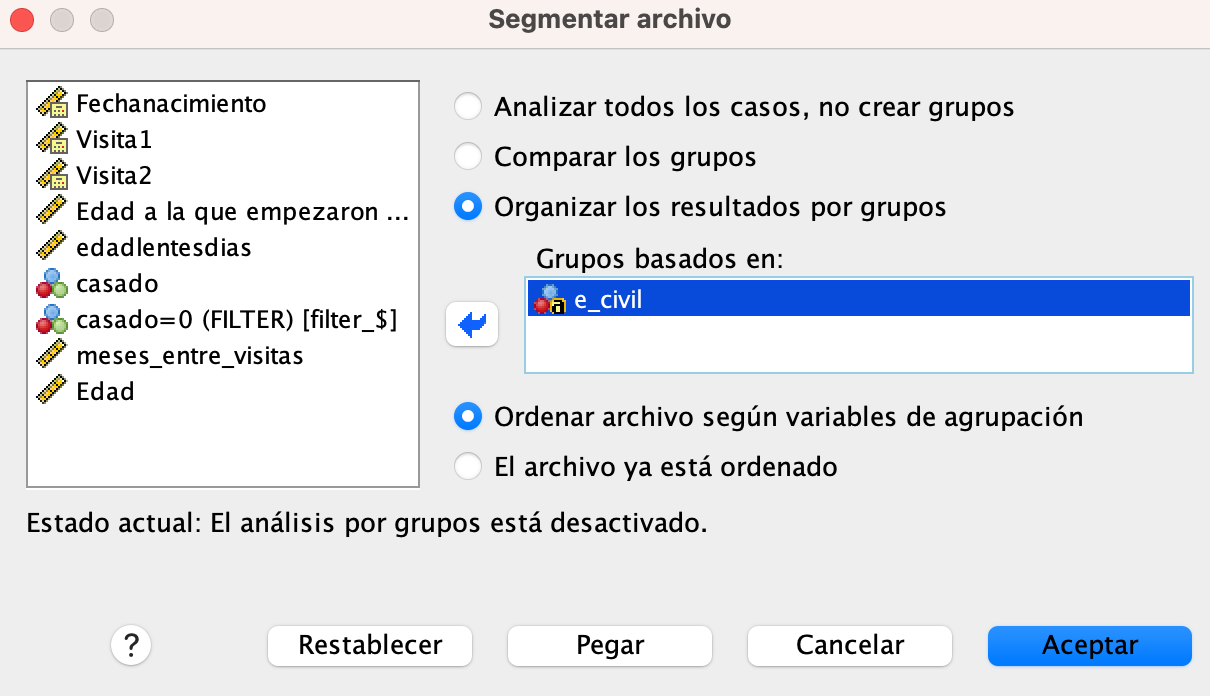 Segmentar archivo
Fechanacimiento
Visita1
Visita2
Edad a la que empezaron ...
edadlentesdias
casado
casado=0 (FILTER) [filter_$]
meses_entre_visitas
Edad
Analizar todos los casos, no crear grupos
Comparar los grupos
Organizar los resultados por grupos
Grupos basados en:
a e_civil
Ordenar archivo según variables de agrupación
El archivo ya está ordenado
Estado actual: El análisis por grupos está desactivado.
? Restablecer Pegar Cancelar Aceptar